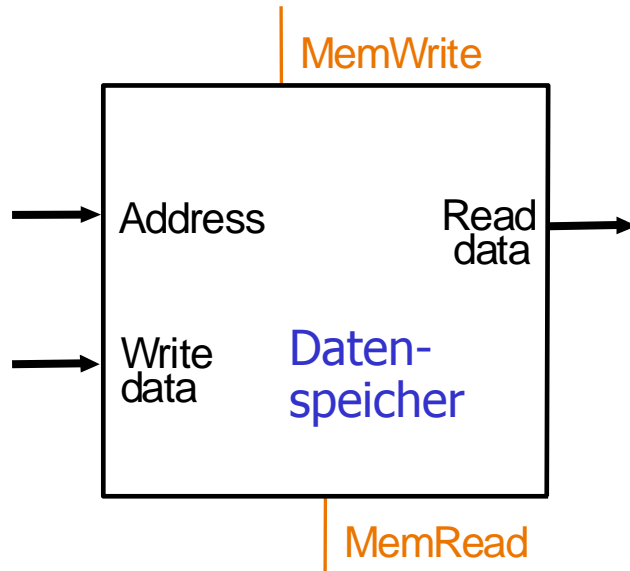 MemWrite
Address
Read
data
Write
data
Daten-
speicher
MemRead